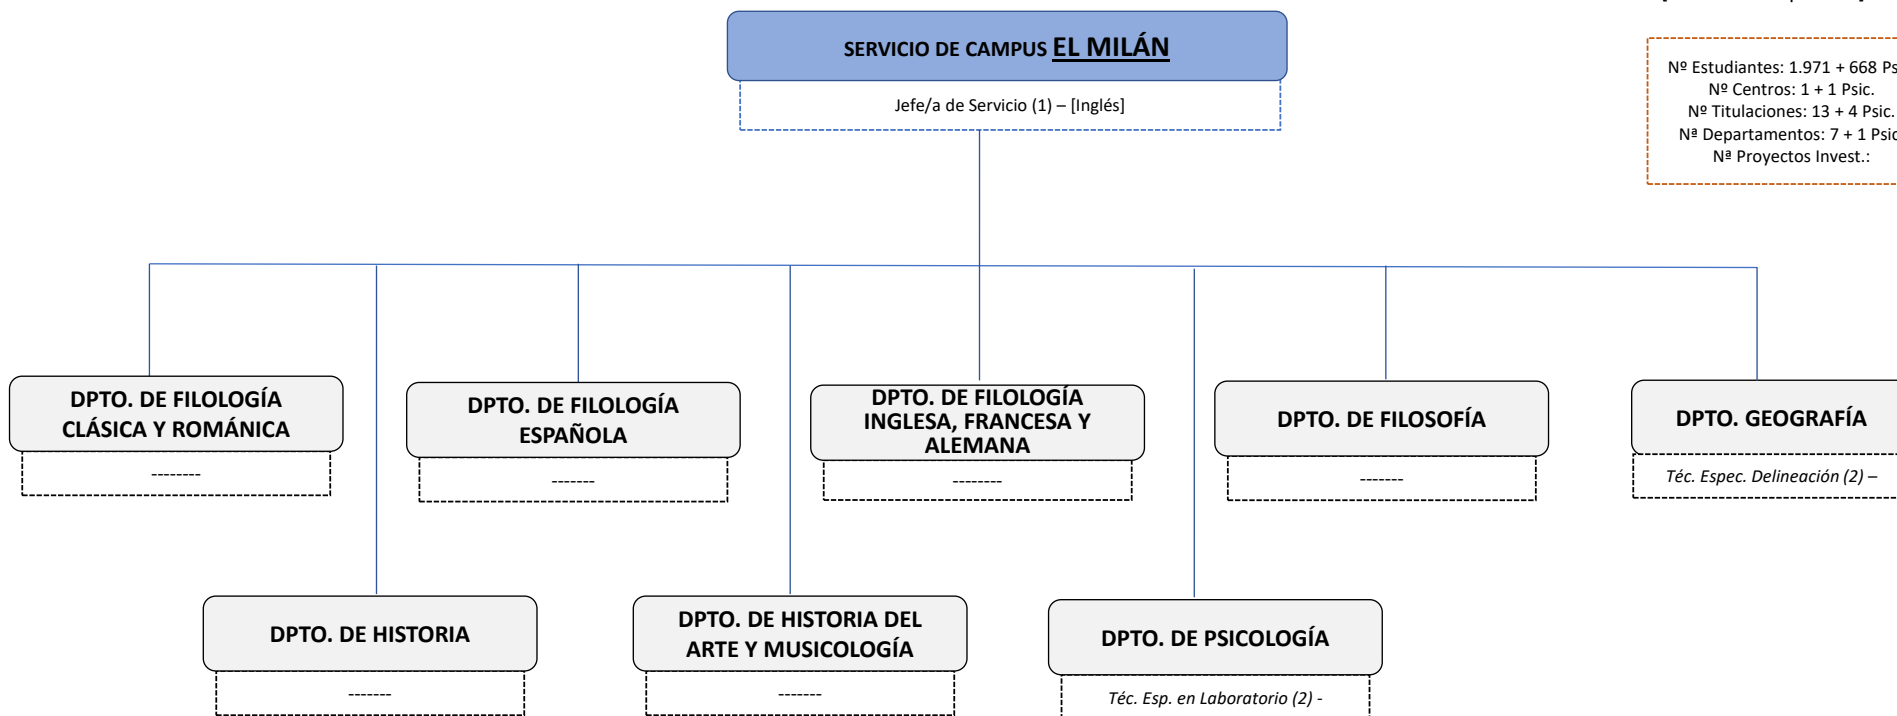 SERVICIO DE CAMPUS EL MILÁN
Jefe/a de Servicio (1) – [Inglés]
Nº Estudiantes: 1.971 + 668
Nº Centros: 1 + 1 Psic.
Nº Titulaciones: 13 + 4 Psic.
Nª Departamentos: 7 + 1 Psic
Nª Proyectos Invest.:
DPTO. DE FILOLOGÍA
CLÁSICA Y ROMÁNICA
--------
DPTO. DE FILOLOGÍA
ESPAÑOLA
-------
DPTO. DE FILOLOGÍA
INGLESA, FRANCESA Y
ALEMANA
--------
DPTO. DE FILOSOFÍA
-------
DPTO. GEOGRAFÍA
Téc. Espec. Delineación (2) –
DPTO. DE HISTORIA
-------
DPTO. DE HISTORIA DEL
ARTE Y MUSICOLOGÍA
-------
DPTO. DE PSICOLOGÍA
Téc. Esp. en Laboratorio (2) -